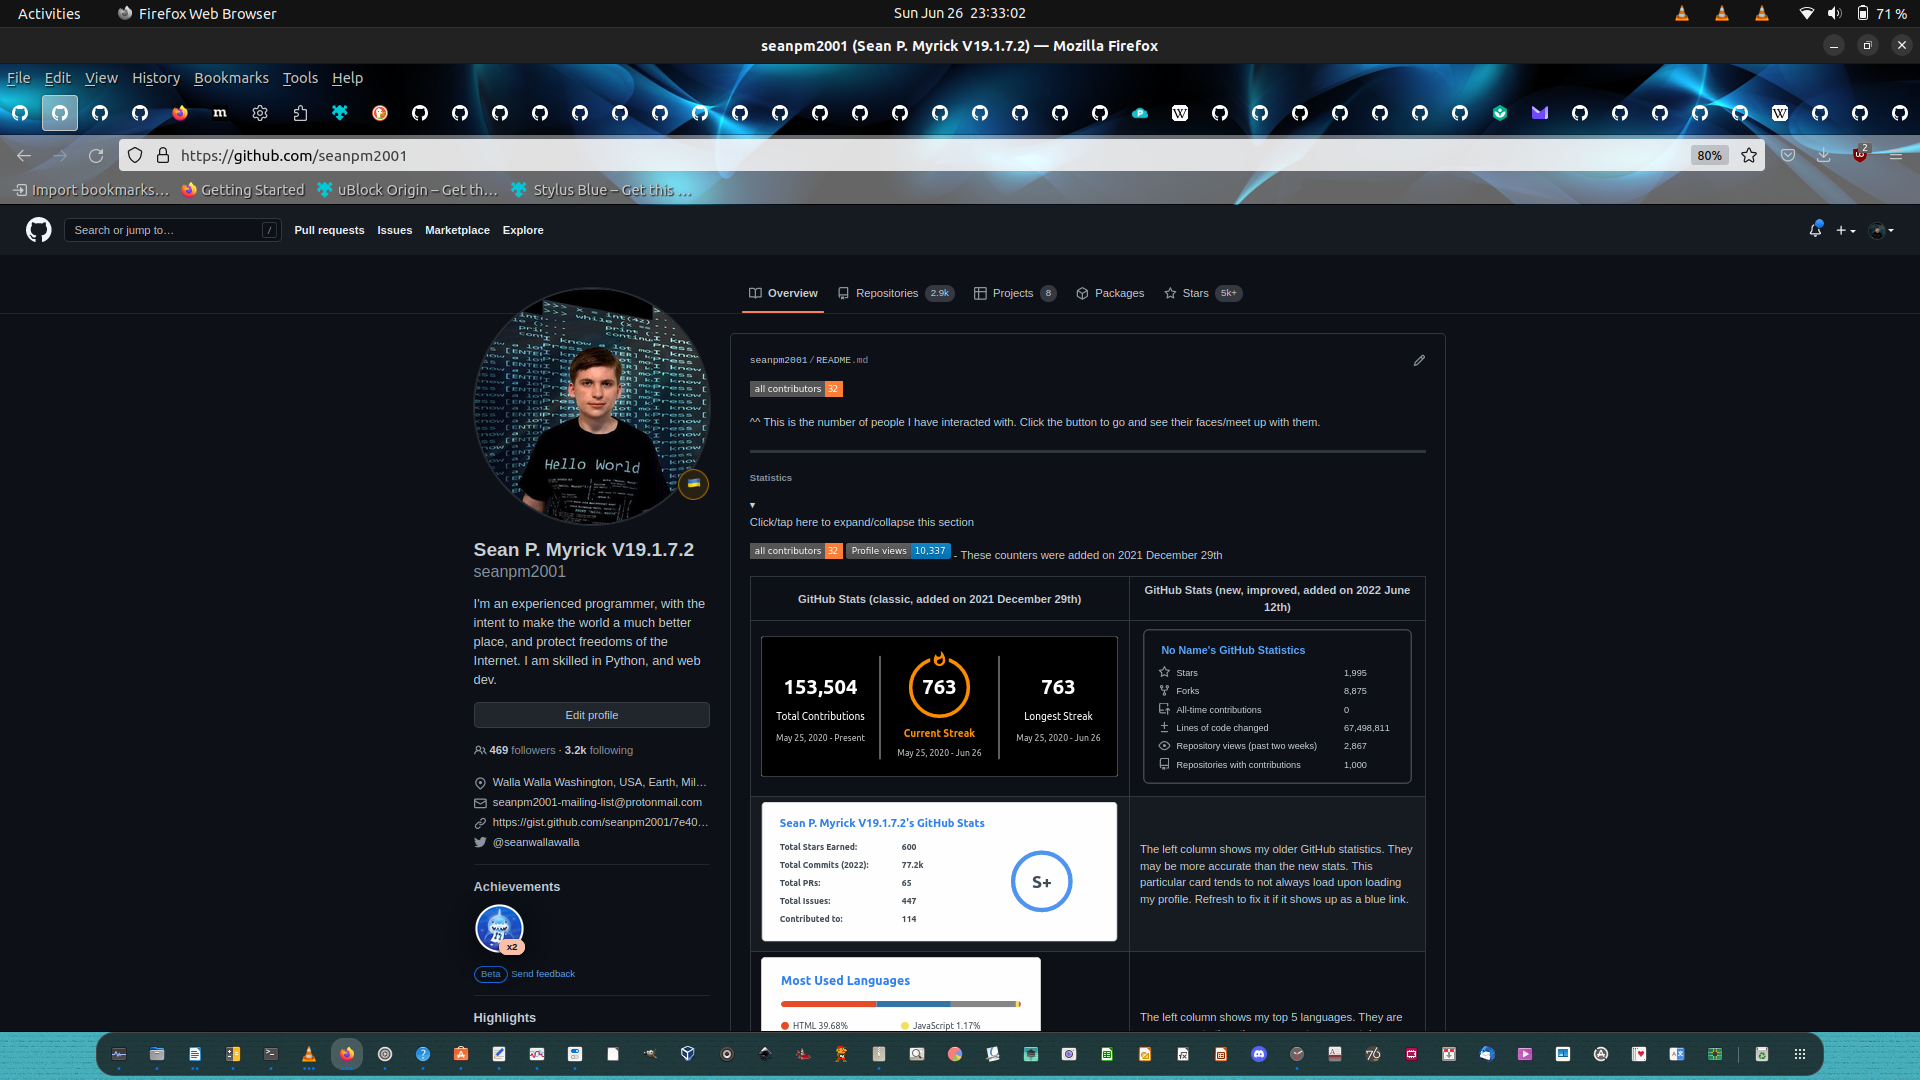 Activities
Firefox Web Browser
Sun Jun 26 23:33:02
71 %
seanpm2001 (Sean P. Myrick V19.1.7.2) — Mozilla Firefox
File Edit View History Bookmarks Tools Help
https://github.com/seanpm2001
80%
2
Import bookmarks…
Getting Started
uBlock Origin – Get th…
Stylus Blue – Get this …
Search or jump to…
/
Pull requests Issues Marketplace Explore
Overview
Repositories 2.9k
Projects 8
Packages
Stars 5k+
Hello World
Sean P. Myrick V19.1.7.2
seanpm2001
I'm an experienced programmer, with the
intent to make the world a much better
place, and protect freedoms of the
Internet. I am skilled in Python, and web
dev.
Edit profile
469 followers · 3.2k following
Walla Walla Washington, USA, Earth, Mil…
seanpm2001-mailing-list@protonmail.com
https://gist.github.com/seanpm2001/7e40…
@seanwallawalla
Achievements
x2
Beta Send feedback
Highlights
seanpm2001/README.md
all contributors 32
^^ This is the number of people I have interacted with. Click the button to go and see their faces/meet up with them.
Statistics
▾
Click/tap here to expand/collapse this section
all contributors 32 Profile views 10,337 - These counters were added on 2021 December 29th
GitHub Stats (classic, added on 2021 December 29th)
GitHub Stats (new, improved, added on 2022 June
12th)
153,504
Total Contributions
May 25, 2020 - Present
763
Current Streak
May 25, 2020 - Jun 26
763
Longest Streak
May 25, 2020 - Jun 26
No Name's GitHub Statistics
Stars 1,995
Forks 8,875
All-time contributions 0
Lines of code changed 67,498,811
Repository views (past two weeks) 2,867
Repositories with contributions 1,000
Sean P. Myrick V19.1.7.2's GitHub Stats
Total Stars Earned: 600
Total Commits (2022): 77.2k
Total PRs: 65
Total Issues: 447
Contributed to: 114
S+
The left column shows my older GitHub statistics. They
may be more accurate than the new stats. This
particular card tends to not always load upon loading
my profile. Refresh to fix it if it shows up as a blue link.
Most Used Languages
HTML 39.68%
JavaScript 1.17%
The left column shows my top 5 languages. They are